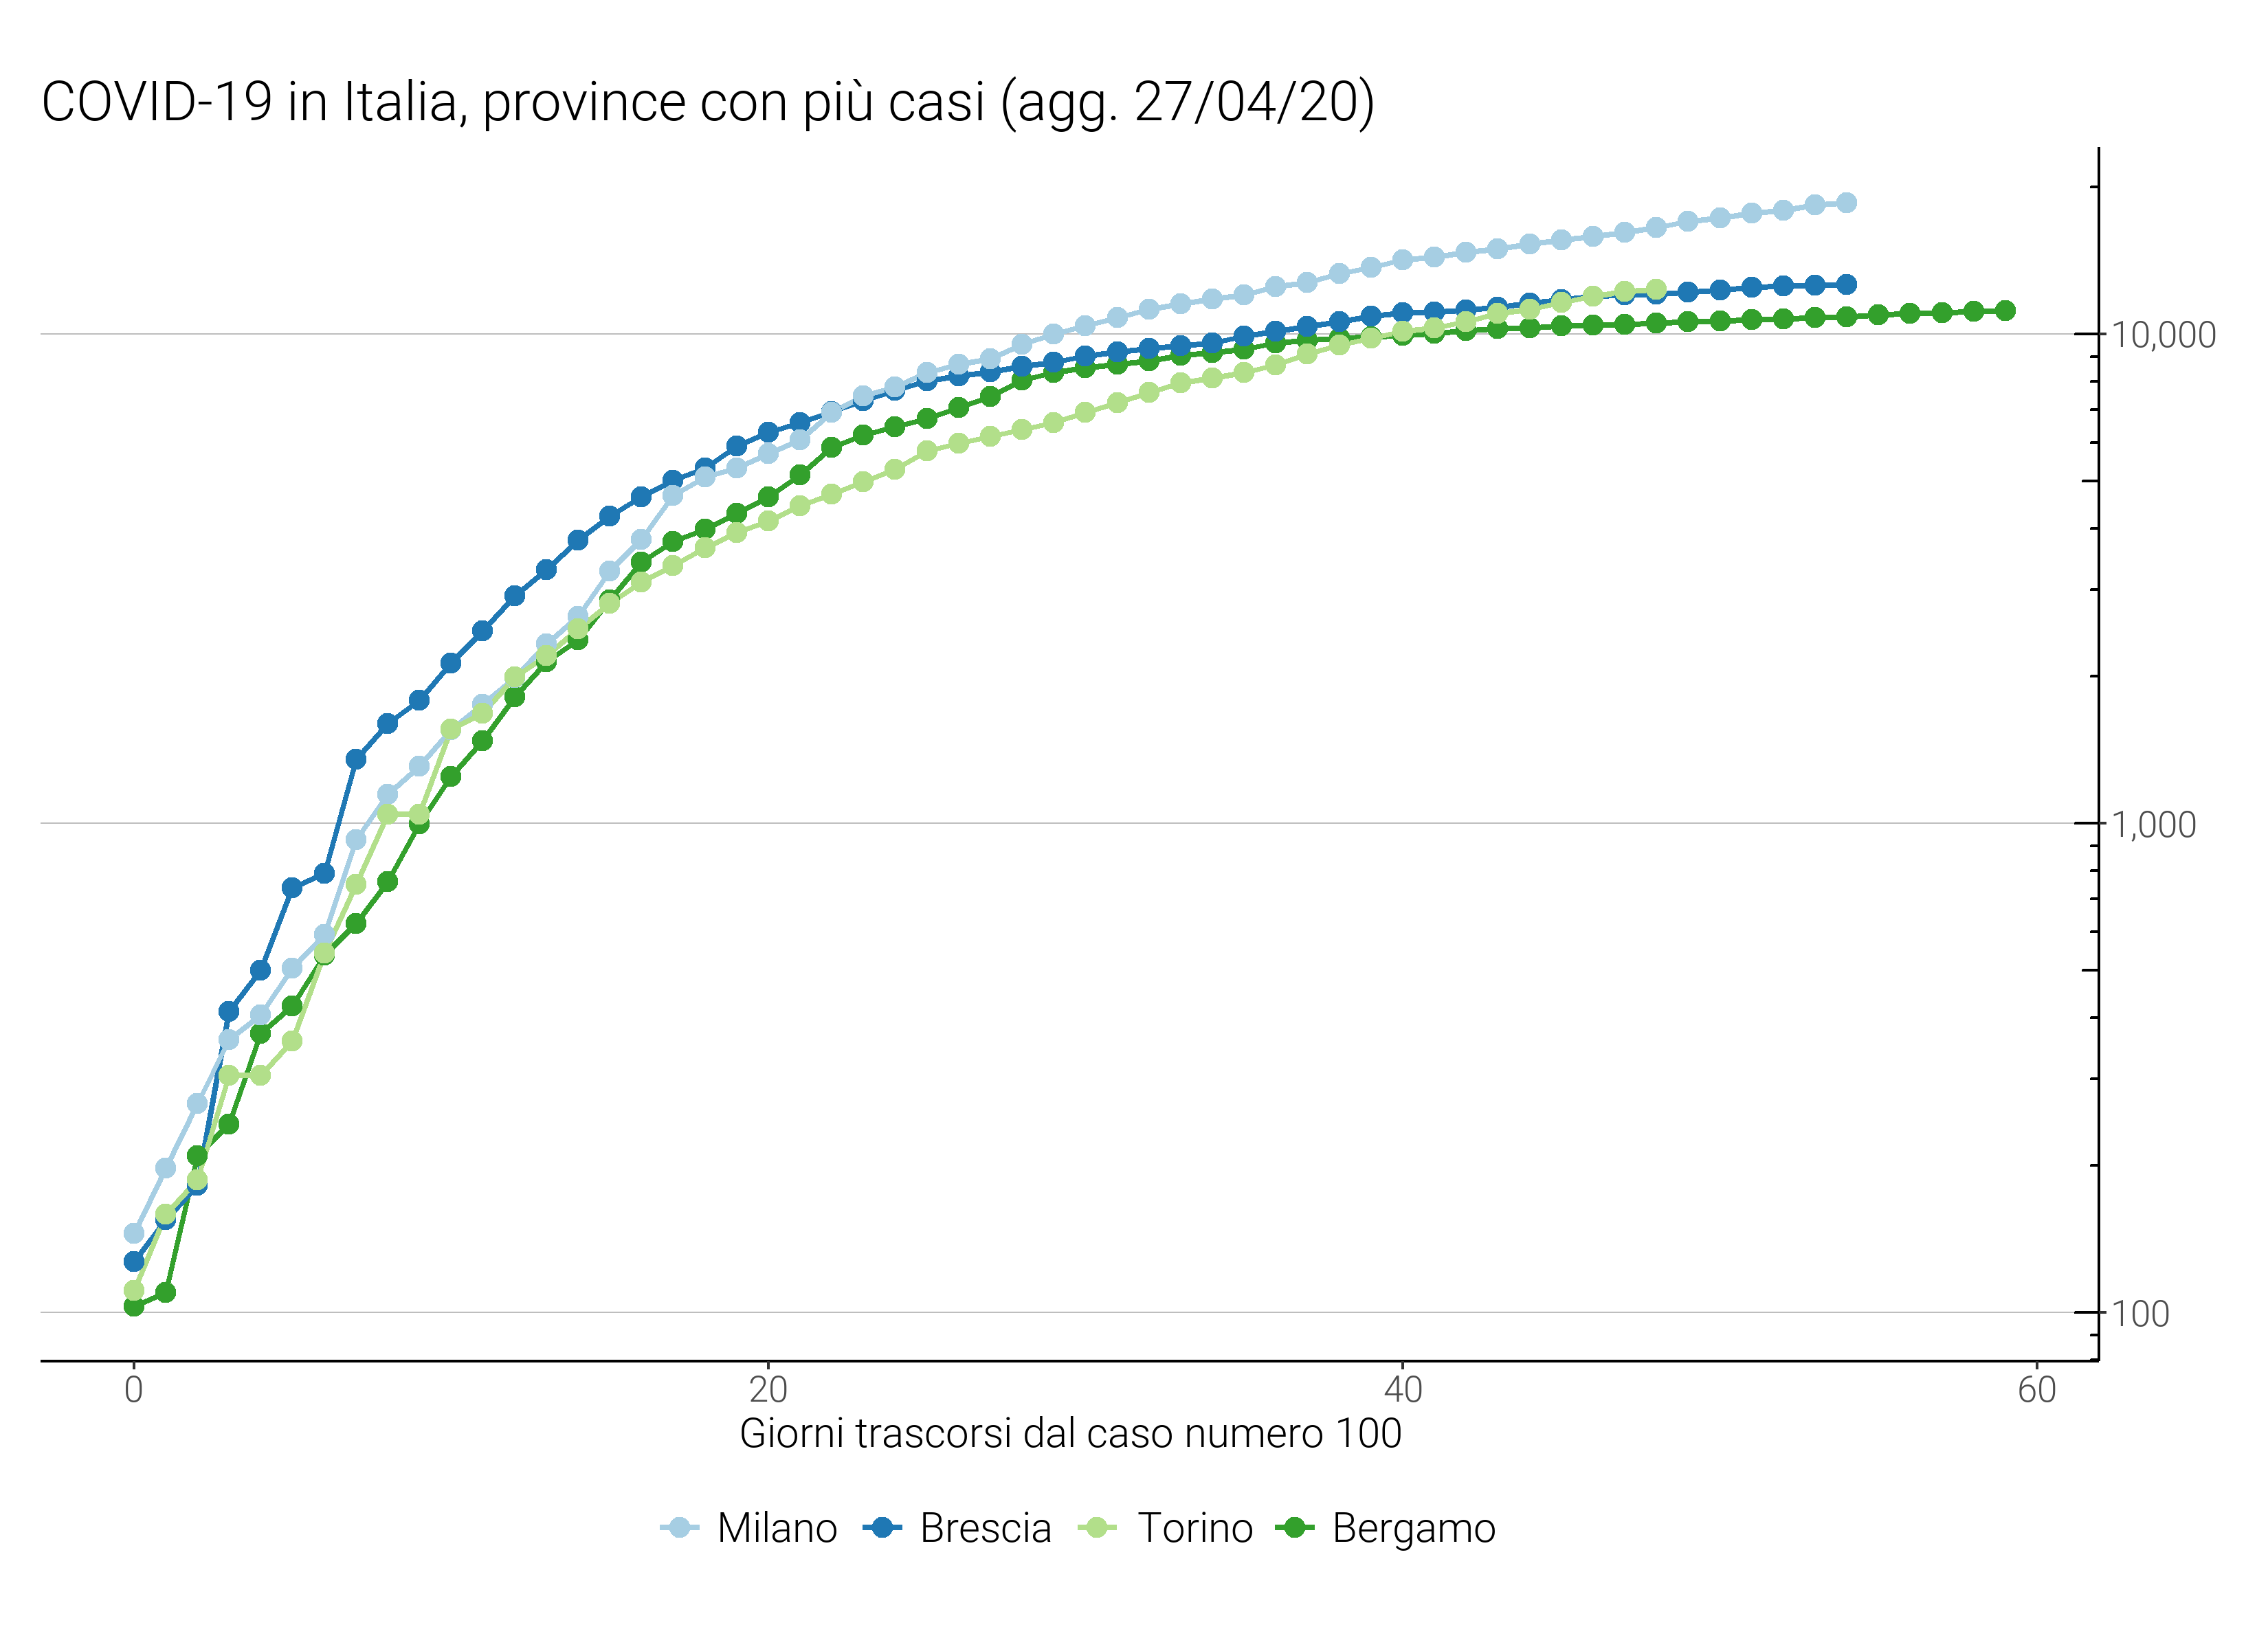 COVID-19 in Italia, province con più casi (agg. 27/04/20)
10,000
1,000
100
0 20 40 60
Giorni trascorsi dal caso numero 100
Milano Brescia Torino Bergamo